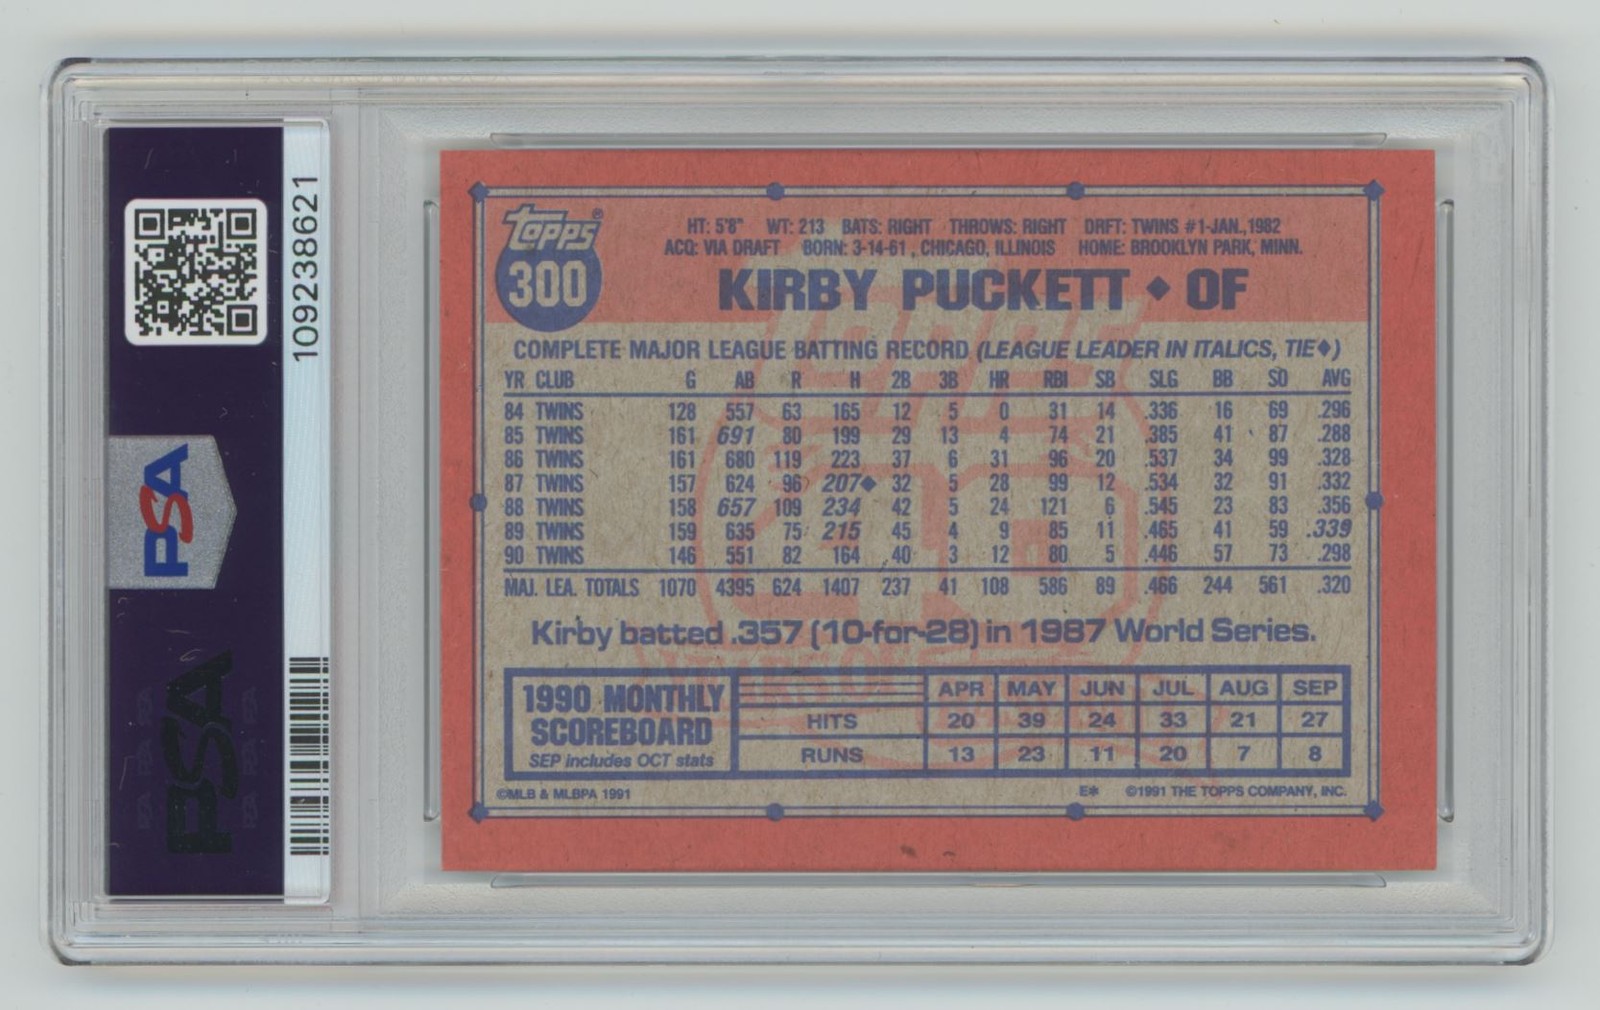 109238621
PSA
PSA
Topps®
300
HT: 5'8" WT: 213 BATS: RIGHT THROWS: RIGHT DRFT: TWINS #1-JAN.,1982
ACQ: VIA DRAFT BORN: 3-14-61, CHICAGO, ILLINOIS HOME: BROOKLYN PARK, MINN.
KIRBY PUCKETT ◆ OF
COMPLETE MAJOR LEAGUE BATTING RECORD (LEAGUE LEADER IN ITALICS, TIE◆)
YR CLUB G AB R H 2B 3B HR RBI SB SLG BB SO AVG
84 TWINS 128 557 63 165 12 5 0 31 14 .336 16 69 .296
85 TWINS 161 691 80 199 29 13 4 74 21 .385 41 87 .288
86 TWINS 161 680 119 223 37 6 31 96 20 .537 34 99 .328
87 TWINS 157 624 96 207◆ 32 5 28 99 12 .534 32 91 .332
88 TWINS 158 657 109 234 42 5 24 121 6 .545 23 83 .356
89 TWINS 159 635 75 215 45 4 9 85 11 .465 41 59 .339
90 TWINS 146 551 82 164 40 3 12 80 5 .446 57 73 .298
MAJ. LEA. TOTALS 1070 4395 624 1407 237 41 108 586 89 .466 244 561 .320
Kirby batted .357 (10-for-28) in 1987 World Series.
1990 MONTHLY
SCOREBOARD
SEP includes OCT stats
APR MAY JUN JUL AUG SEP
HITS 20 39 24 33 21 27
RUNS 13 23 11 20 7 8
©MLB & MLBPA 1991 E* ©1991 THE TOPPS COMPANY, INC.